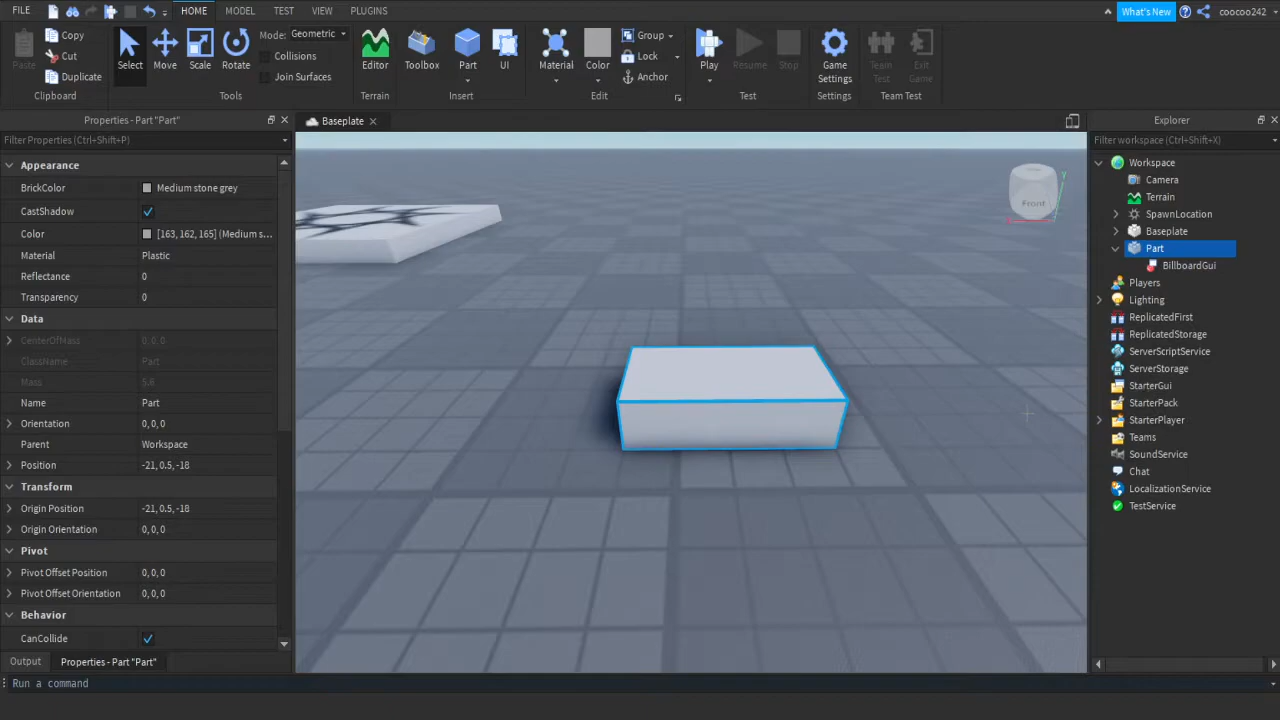 FILE HOME MODEL TEST VIEW PLUGINS What's New coocoo242
Paste Copy Cut Duplicate Select Move Scale Rotate Mode: Geometric Collisions Join Surfaces Editor Toolbox Part UI Material Color Group Lock Anchor Play Resume Stop Game Settings Team Test Exit Game
Clipboard Tools Terrain Insert Edit Test Settings Team Test
Properties - Part "Part"
Filter Properties (Ctrl+Shift+P)
Appearance
BrickColor Medium stone grey
CastShadow
Color [163, 162, 165] (Medium s...
Material Plastic
Reflectance 0
Transparency 0
Data
CenterOfMass 0, 0, 0
ClassName Part
Mass 5.6
Name Part
Orientation 0, 0, 0
Parent Workspace
Position -21, 0.5, -18
Transform
Origin Position -21, 0.5, -18
Origin Orientation 0, 0, 0
Pivot
Pivot Offset Position 0, 0, 0
Pivot Offset Orientation 0, 0, 0
Behavior
CanCollide
Output Properties - Part "Part"
Run a command
Baseplate
Front
y
Explorer
Filter workspace (Ctrl+Shift+X)
Workspace
Camera
Terrain
SpawnLocation
Baseplate
Part
BillboardGui
Players
Lighting
ReplicatedFirst
ReplicatedStorage
ServerScriptService
ServerStorage
StarterGui
StarterPack
StarterPlayer
Teams
SoundService
Chat
LocalizationService
TestService